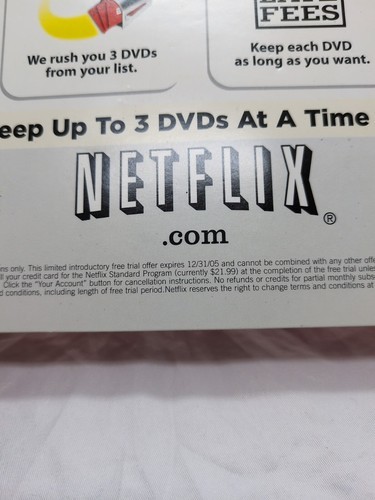 LATE
FEES
We rush you 3 DVDs
from your list.
Keep each DVD
as long as you want.
eep Up To 3 DVDs At A Time
NETFLIX®
.com
ns only. This limited introductory free trial offer expires 12/31/05 and cannot be combined with any other offe
ll your credit card for the Netflix Standard Program (currently $21.99) at the completion of the free trial unles
Click the "Your Account" button for cancellation instructions. No refunds or credits for partial monthly subs
d conditions, including length of free trial period.Netflix reserves the right to change terms and conditions at